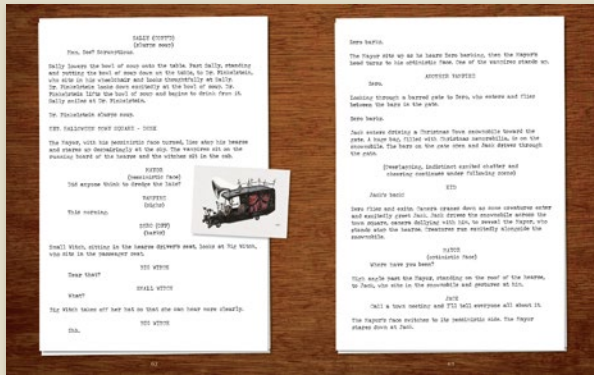 SALLY (OFF?)
(slurps soup)
Mmm. See? Scrumptious.
Sally lowers the bowl of soup onto the table. Past Sally, standing
and putting the bowl of soup down on the table, to Dr. Finkelstein,
who sits in his wheelchair and looks thoughtfully at Sally.
Dr. Finkelstein looks down excitedly at the bowl of soup. Dr.
Finkelstein lifts the bowl of soup and begins to drink from it.
Sally smiles at Dr. Finkelstein.
Dr. Finkelstein slurps soup.
EXT. HALLOWEEN TOWN SQUARE -
The Mayor, with his pessimistic face turned, lies atop his hearse
and stares up despairingly at the sky. The vampires sit on the
running board of the hearse and the witches sit in the cab.
MAYOR
(pessimistic face)
Did anyone think to dredge the lake?
VAMPIRE
(sighs)
This morning.
ZERO (OFF)
(barks)
Small Witch, sitting in the hearse driver's seat, looks at Big Witch,
who sits in the passenger seat.
BIG WITCH
Hear that?
SMALL WITCH
What?
Big Witch takes off her hat so that she can hear more clearly.
BIG WITCH
Shh.
Zero barks.
The Mayor sits up as he hears Zero barking, then the Mayor's
head turns to his optimistic face. One of the vampires stands up.
ANOTHER VAMPIRE
Zero.
Looking through a barred gate to Zero, who enters and flies
between the bars in the gate.
Zero barks.
Jack enters driving a Christmas Town snowmobile toward the
gate. A huge bag, filled with Christmas memorabilia, is on the
snowmobile. The bars on the gate open and Jack drives through
the gate.
(Overlapping, indistinct excited chatter and
cheering continues under following scene)
KID
Jack's back!
Zero flies and exits. Camera cranes down as some creatures enter
and excitedly greet Jack. Jack drives the snowmobile across the
town square, camera dollying with him, to reveal the Mayor, who
stands atop the hearse. Creatures run excitedly alongside the
snowmobile.
MAYOR
(optimistic face)
Where have you been?
High angle past the Mayor, standing on the roof of the hearse,
to Jack, who sits in the snowmobile and gestures at him.
JACK
Call a town meeting and I'll tell everyone all about it.
The Mayor's face switches to its pessimistic side. The Mayor
stares down at Jack.